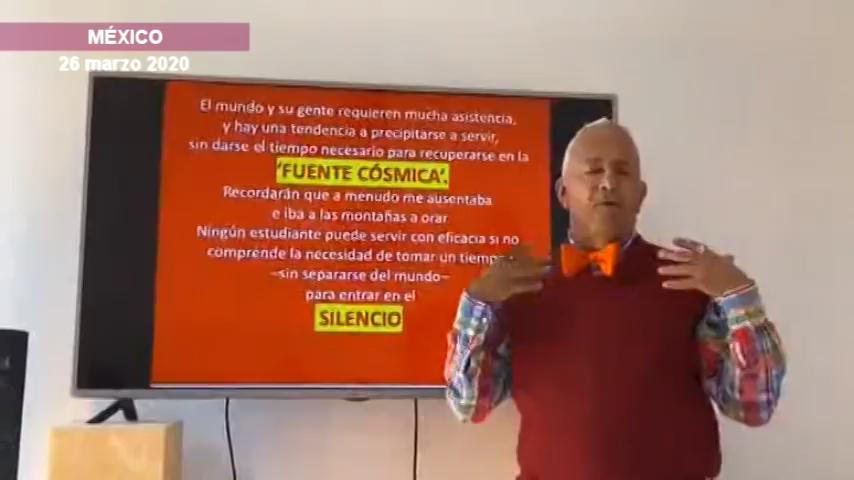 MÉXICO
26 marzo 2020
El mundo y su gente requieren mucha asistencia,
y hay una tendencia a precipitarse a servir,
sin darse el tiempo necesario para recuperarse en la
‘FUENTE CÓSMICA’.
Recordarán que a menudo me ausentaba
e iba a las montañas a orar
Ningún estudiante puede servir con eficacia si no
comprende la necesidad de tomar un tiempo
–sin separarse del mundo–
para entrar en el
SILENCIO